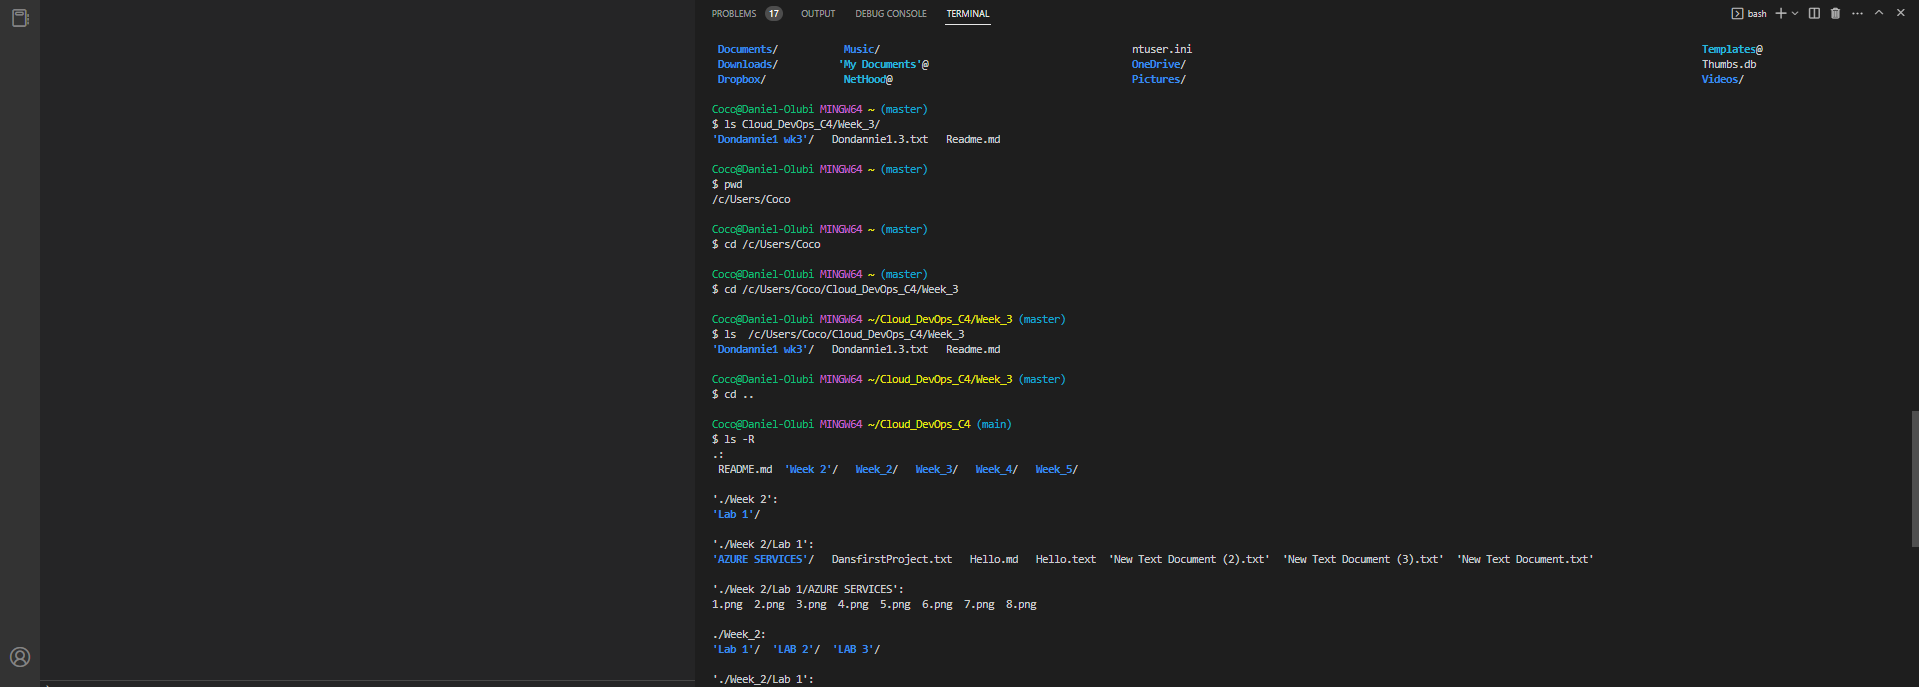 PROBLEMS 17 OUTPUT DEBUG CONSOLE TERMINAL bash
Documents/ Music/ ntuser.ini Templates@
Downloads/ 'My Documents'@ OneDrive/ Thumbs.db
Dropbox/ NetHood@ Pictures/ Videos/
Coco@Daniel-Olubi MINGW64 ~ (master)
$ ls Cloud_DevOps_C4/Week_3/
'Dondannie1 wk3'/ Dondannie1.3.txt Readme.md
Coco@Daniel-Olubi MINGW64 ~ (master)
$ pwd
/c/Users/Coco
Coco@Daniel-Olubi MINGW64 ~ (master)
$ cd /c/Users/Coco
Coco@Daniel-Olubi MINGW64 ~ (master)
$ cd /c/Users/Coco/Cloud_DevOps_C4/Week_3
Coco@Daniel-Olubi MINGW64 ~/Cloud_DevOps_C4/Week_3 (master)
$ ls  /c/Users/Coco/Cloud_DevOps_C4/Week_3
'Dondannie1 wk3'/ Dondannie1.3.txt Readme.md
Coco@Daniel-Olubi MINGW64 ~/Cloud_DevOps_C4/Week_3 (master)
$ cd ..
Coco@Daniel-Olubi MINGW64 ~/Cloud_DevOps_C4 (main)
$ ls -R
.:
README.md 'Week 2'/ Week_2/ Week_3/ Week_4/ Week_5/
'./Week 2':
'Lab 1'/
'./Week 2/Lab 1':
'AZURE SERVICES'/ DansfirstProject.txt Hello.md Hello.text 'New Text Document (2).txt' 'New Text Document (3).txt' 'New Text Document.txt'
'./Week 2/Lab 1/AZURE SERVICES':
1.png 2.png 3.png 4.png 5.png 6.png 7.png 8.png
./Week_2:
'Lab 1'/ 'LAB 2'/ 'LAB 3'/
'./Week_2/Lab 1':